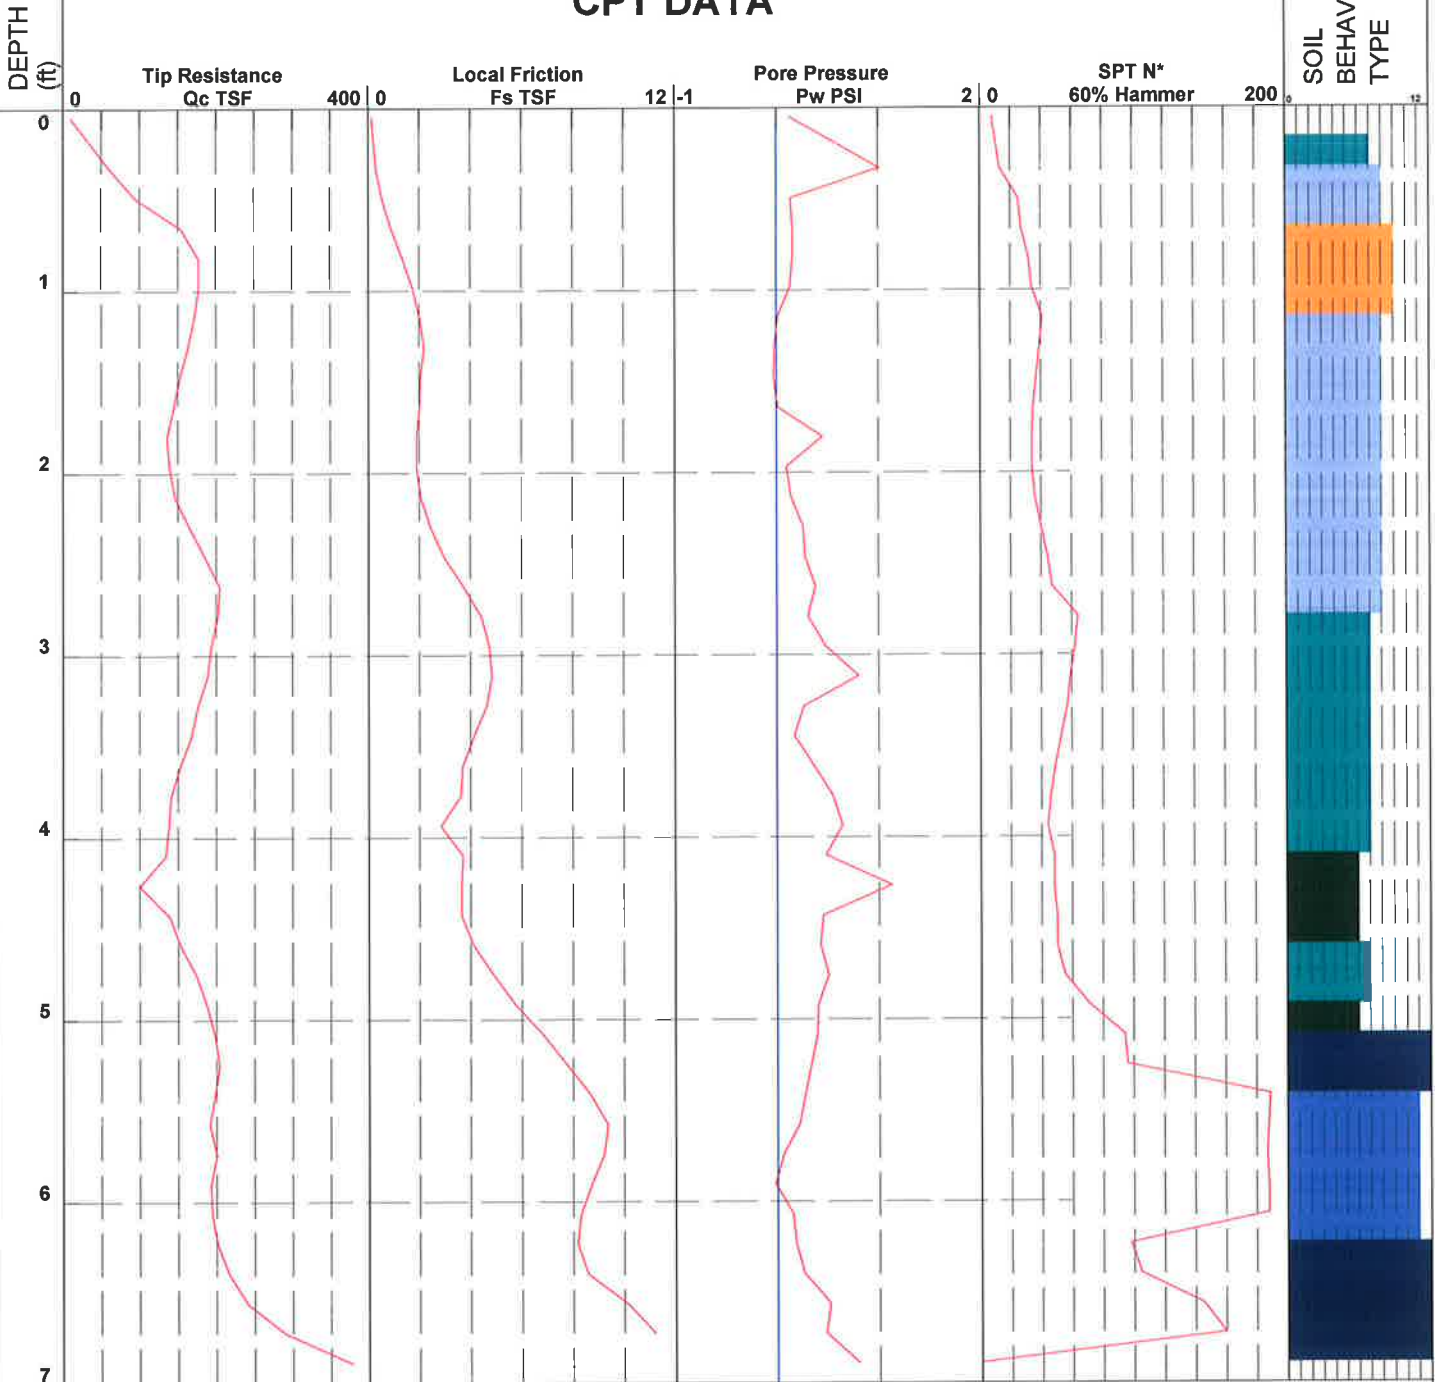 CPT DATA
DEPTH
(ft)
SOIL
BEHAV
TYPE
Tip Resistance
Qc TSF
0
400
Local Friction
Fs TSF
0
12
Pore Pressure
Pw PSI
-1
2
SPT N*
60% Hammer
0
200
0
12
0
1
2
3
4
5
6
7